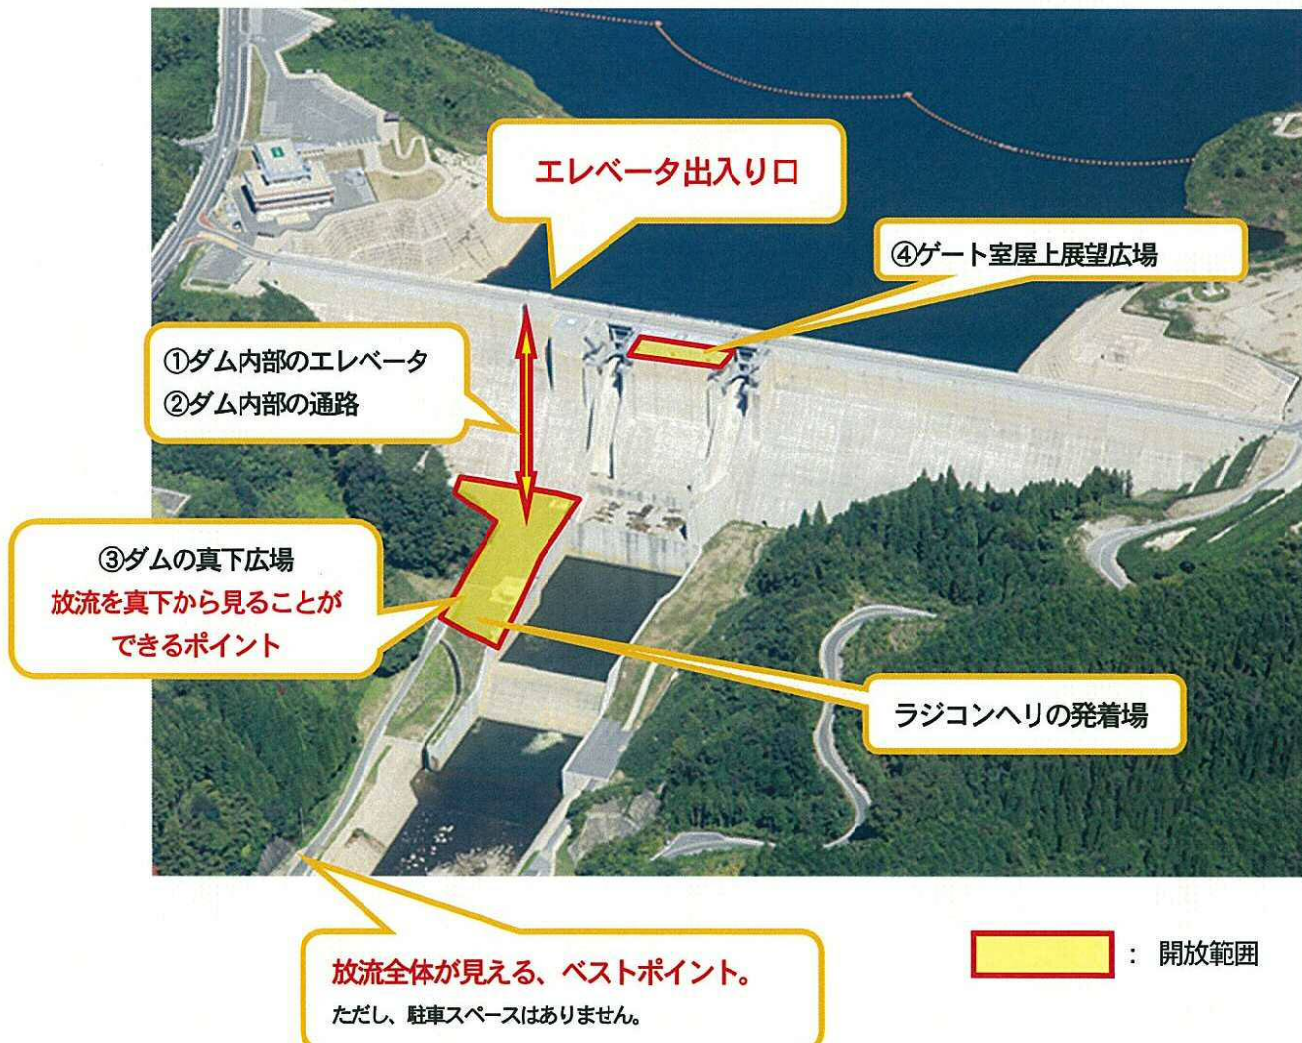 エレベータ出入り口
④ゲート室屋上展望広場
①ダム内部のエレベータ
②ダム内部の通路
③ダムの真下広場
放流を真下から見ることが
できるポイント
ラジコンヘリの発着場
放流全体が見える、ベストポイント。
ただし、駐車スペースはありません。
： 開放範囲